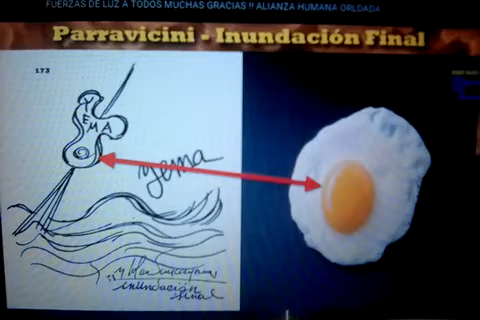 FUERZAS DE LUZ A TODOS MUCHAS GRACIAS !! ALIANZA HUMANA ORLDADA
Parravicini - Inundación Final
173
YEMA
yema
inundación
final